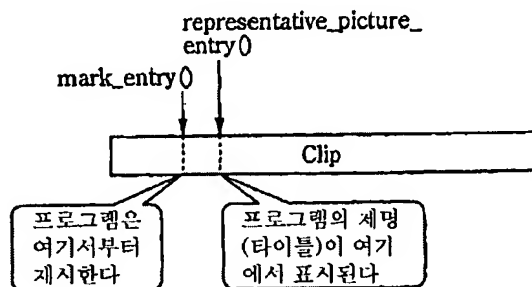 representative_picture_
entry()
mark_entry()
Clip
프로그램은
여기서부터
재시한다
프로그램의 제명
(타이틀)이 여기
에서 표시된다